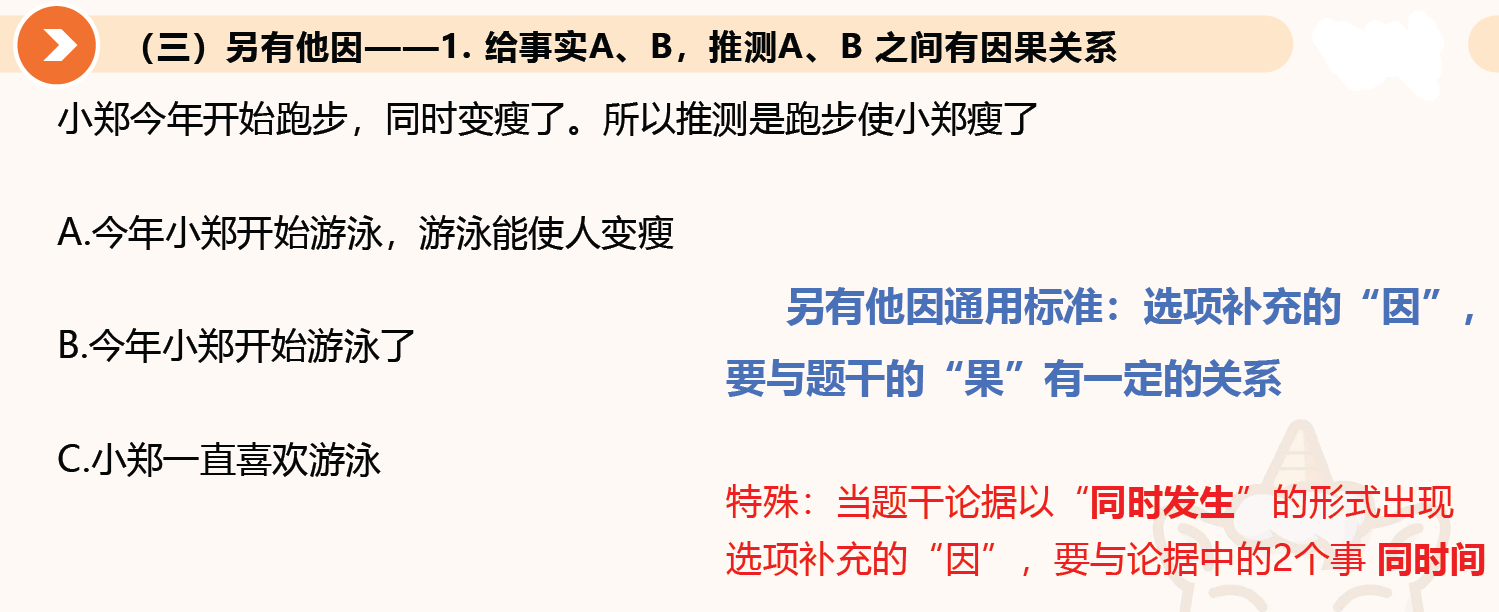 （三）另有他因——1. 给事实A、B，推测A、B 之间有因果关系
小郑今年开始跑步，同时变瘦了。所以推测是跑步使小郑瘦了
A.今年小郑开始游泳，游泳能使人变瘦
B.今年小郑开始游泳了
C.小郑一直喜欢游泳
另有他因通用标准：选项补充的“因”，
要与题干的“果”有一定的关系
特殊：当题干论据以“同时发生”的形式出现
选项补充的“因”，要与论据中的2个事 同时间